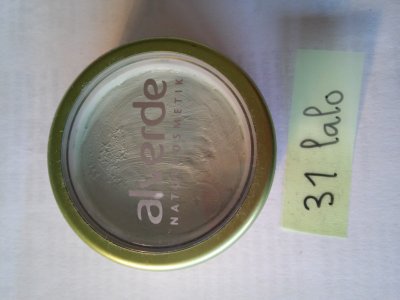 alverde
NATURKOSMETIK
31 lalo